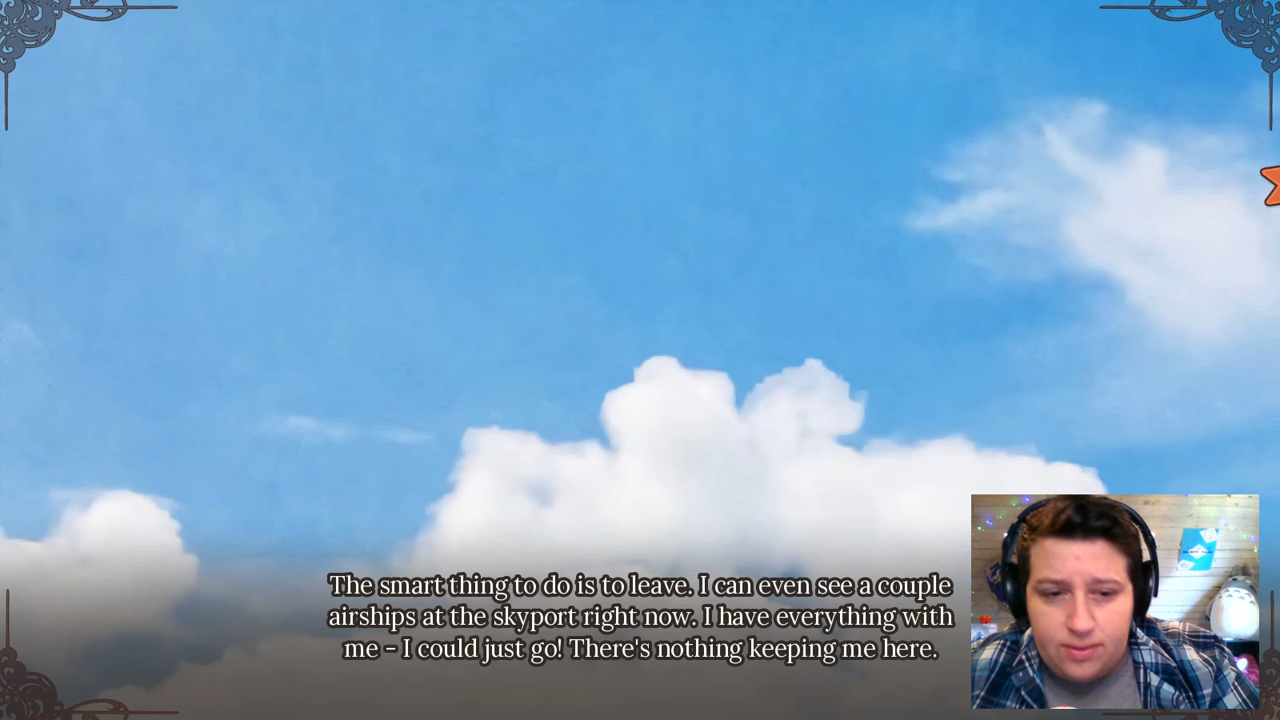 The smart thing to do is to leave. I can even see a couple
airships at the skyport right now. I have everything with
me - I could just go! There's nothing keeping me here.